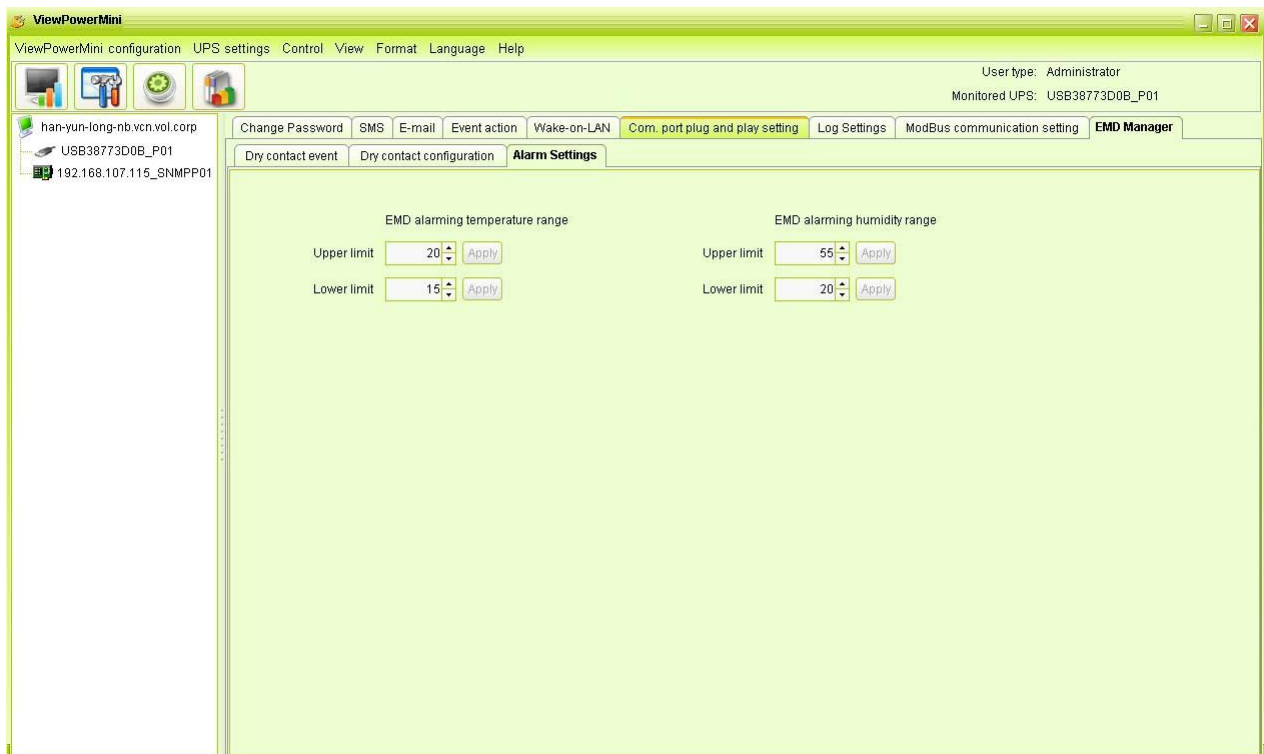 ViewPowerMini
ViewPowerMini configuration UPS settings Control View Format Language Help
User type: Administrator
Monitored UPS: USB38773D0B_P01
han-yun-long-nb.vcn.vol.corp
USB38773D0B_P01
192.168.107.115_SNMPP01
Change Password SMS E-mail Event action Wake-on-LAN Com. port plug and play setting Log Settings ModBus communication setting EMD Manager
Dry contact event Dry contact configuration Alarm Settings
EMD alarming temperature range EMD alarming humidity range
Upper limit 20 Apply Upper limit 55 Apply
Lower limit 15 Apply Lower limit 20 Apply